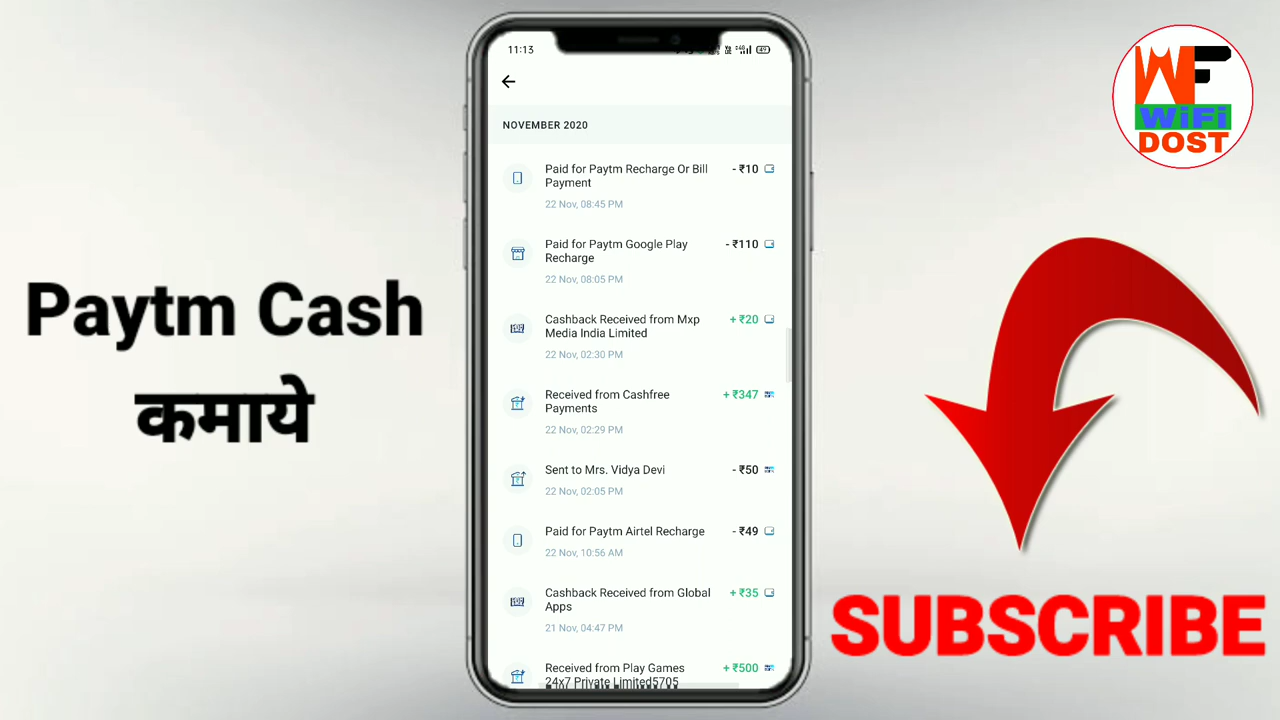 Paytm Cash
कमाये
11:13
49
NOVEMBER 2020
Paid for Paytm Recharge Or Bill
Payment
- ₹10
22 Nov, 08:45 PM
Paid for Paytm Google Play
Recharge
- ₹110
22 Nov, 08:05 PM
Cashback Received from Mxp
Media India Limited
+ ₹20
22 Nov, 02:30 PM
Received from Cashfree
Payments
+ ₹347
22 Nov, 02:29 PM
Sent to Mrs. Vidya Devi
- ₹50
22 Nov, 02:05 PM
Paid for Paytm Airtel Recharge
- ₹49
22 Nov, 10:56 AM
Cashback Received from Global
Apps
+ ₹35
21 Nov, 04:47 PM
Received from Play Games
24x7 Private Limited5705
+ ₹500
WF
WiFi
DOST
SUBSCRIBE